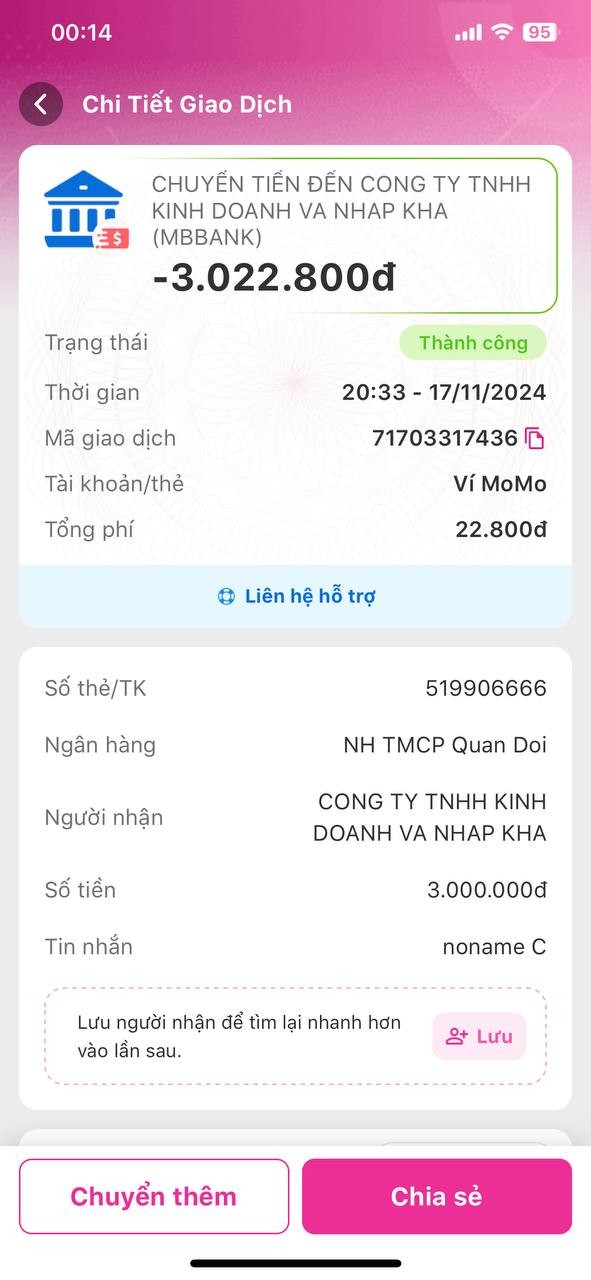 00:14
95
Chi Tiết Giao Dịch
CHUYỂN TIỀN ĐẾN CONG TY TNHH
KINH DOANH VA NHAP KHA
(MBBANK)
-3.022.800đ
Trạng thái
Thành công
Thời gian
20:33 - 17/11/2024
Mã giao dịch
71703317436
Tài khoản/thẻ
Ví MoMo
Tổng phí
22.800đ
Liên hệ hỗ trợ
Số thẻ/TK
519906666
Ngân hàng
NH TMCP Quan Doi
Người nhận
CONG TY TNHH KINH
DOANH VA NHAP KHA
Số tiền
3.000.000đ
Tin nhắn
noname C
Lưu người nhận để tìm lại nhanh hơn
vào lần sau.
Lưu
Chuyển thêm
Chia sẻ